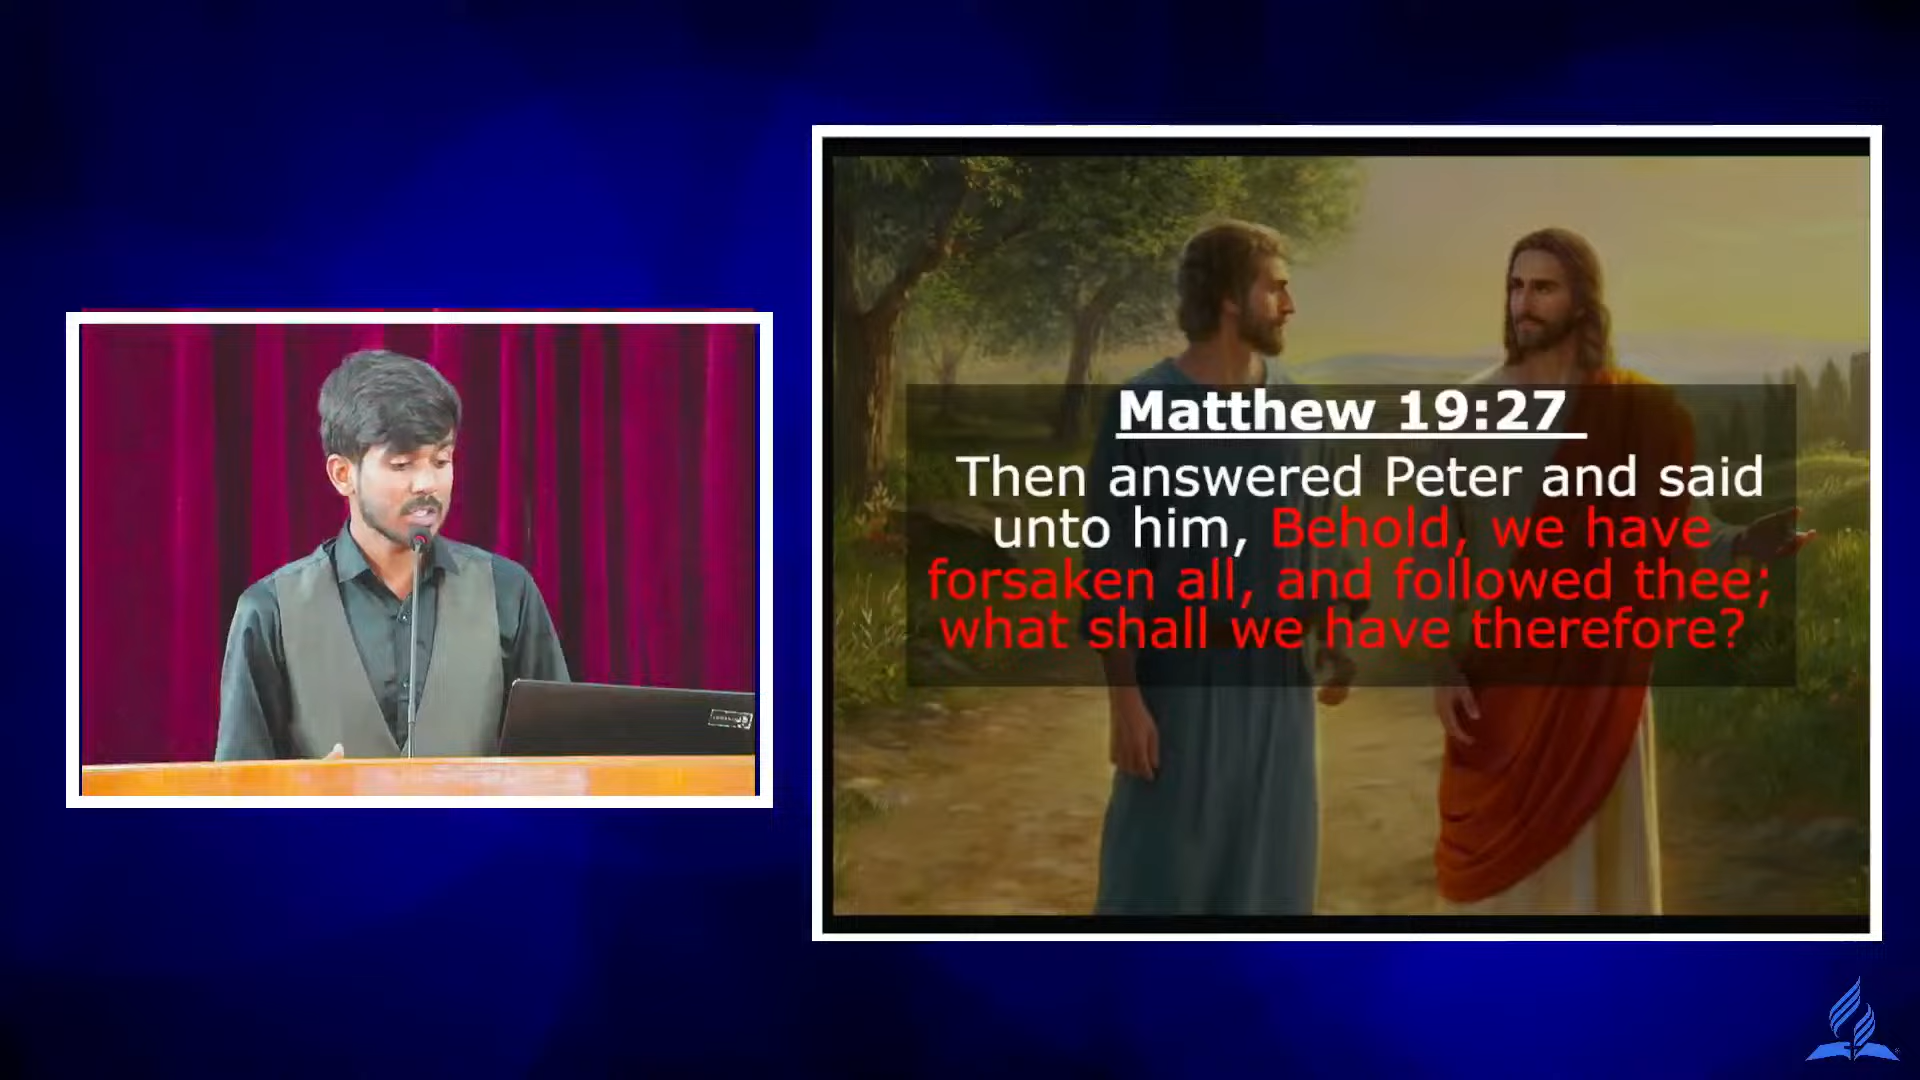 Matthew 19:27
Then answered Peter and said
unto him, Behold, we have
forsaken all, and followed thee;
what shall we have therefore?